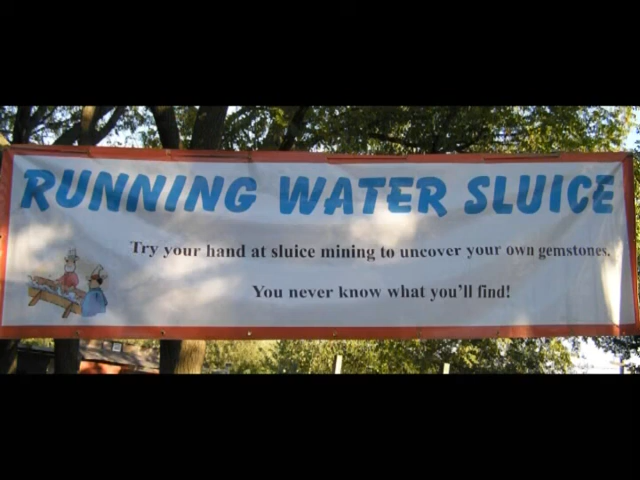 RUNNING WATER SLUICE
Try your hand at sluice mining to uncover your own gemstones.
You never know what you'll find!